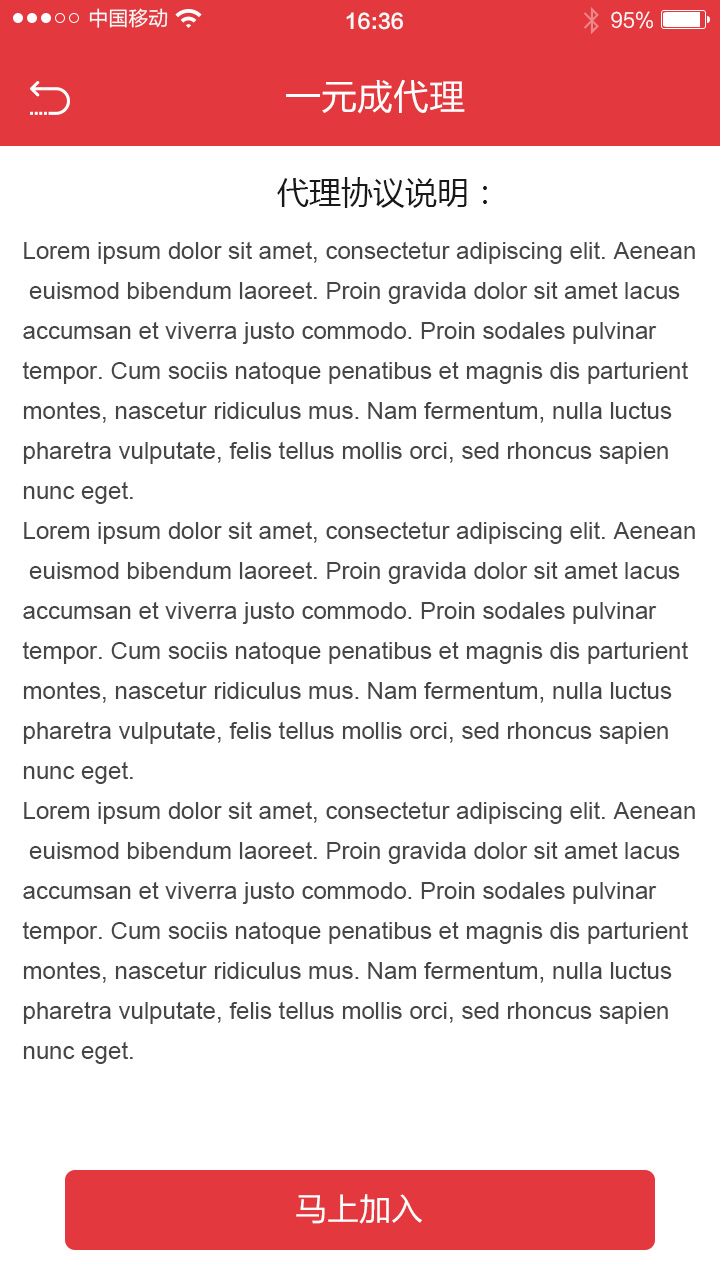 中国移动
16:36
95%
一元成代理
代理协议说明：
Lorem ipsum dolor sit amet, consectetur adipiscing elit. Aenean
euismod bibendum laoreet. Proin gravida dolor sit amet lacus
accumsan et viverra justo commodo. Proin sodales pulvinar
tempor. Cum sociis natoque penatibus et magnis dis parturient
montes, nascetur ridiculus mus. Nam fermentum, nulla luctus
pharetra vulputate, felis tellus mollis orci, sed rhoncus sapien
nunc eget.
Lorem ipsum dolor sit amet, consectetur adipiscing elit. Aenean
euismod bibendum laoreet. Proin gravida dolor sit amet lacus
accumsan et viverra justo commodo. Proin sodales pulvinar
tempor. Cum sociis natoque penatibus et magnis dis parturient
montes, nascetur ridiculus mus. Nam fermentum, nulla luctus
pharetra vulputate, felis tellus mollis orci, sed rhoncus sapien
nunc eget.
Lorem ipsum dolor sit amet, consectetur adipiscing elit. Aenean
euismod bibendum laoreet. Proin gravida dolor sit amet lacus
accumsan et viverra justo commodo. Proin sodales pulvinar
tempor. Cum sociis natoque penatibus et magnis dis parturient
montes, nascetur ridiculus mus. Nam fermentum, nulla luctus
pharetra vulputate, felis tellus mollis orci, sed rhoncus sapien
nunc eget.
马上加入